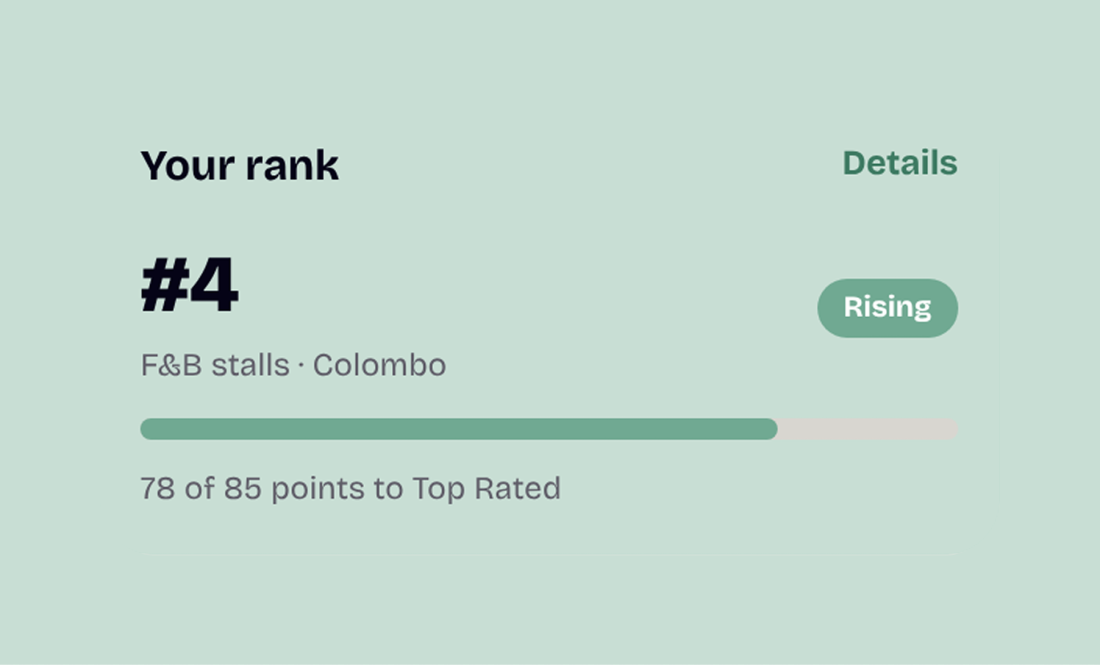 Your rank
Details
#4
Rising
F&B stalls · Colombo
78 of 85 points to Top Rated